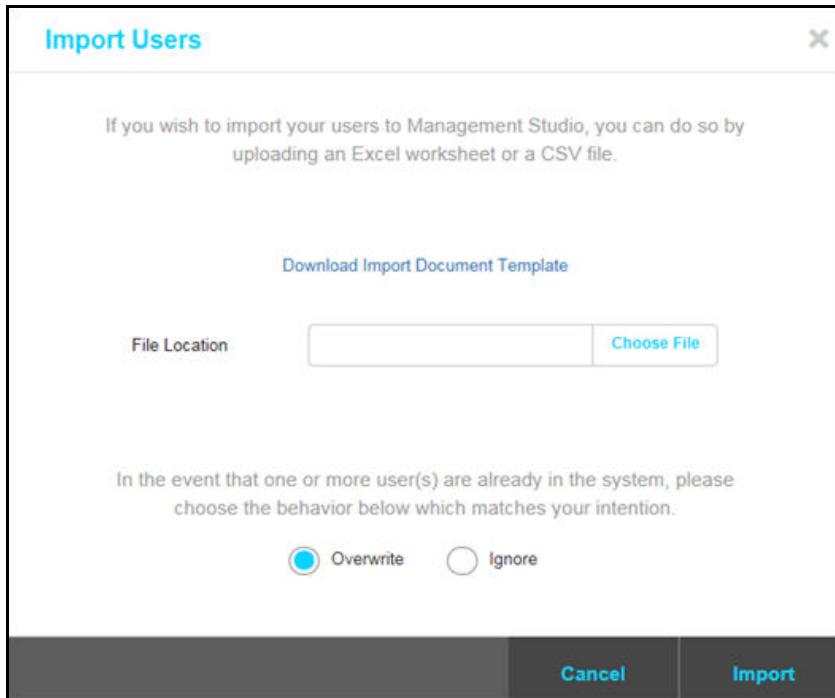 Import Users
If you wish to import your users to Management Studio, you can do so by
uploading an Excel worksheet or a CSV file.
Download Import Document Template
File Location
Choose File
In the event that one or more user(s) are already in the system, please
choose the behavior below which matches your intention.
Overwrite Ignore
Cancel Import